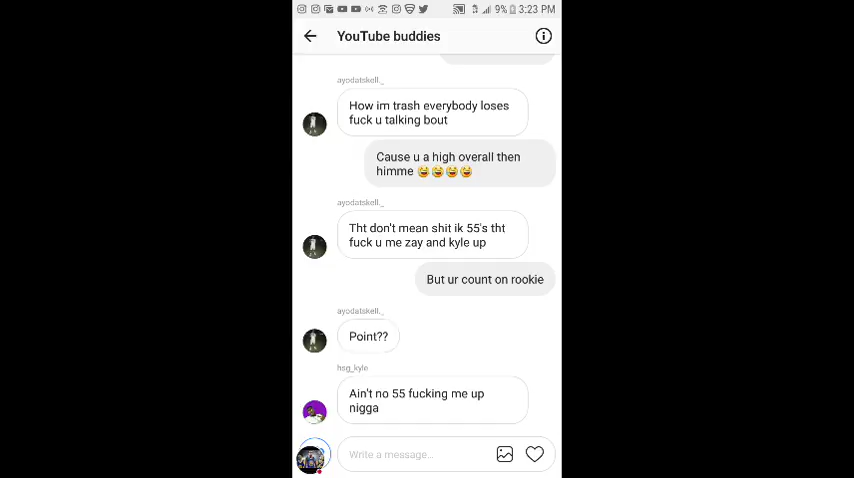 9% 3:23 PM
YouTube buddies
ayodatskell._
How im trash everybody loses
fuck u talking bout
Cause u a high overall then
himme 😂😂😂😂
ayodatskell._
Tht don't mean shit ik 55's tht
fuck u me zay and kyle up
But ur count on rookie
ayodatskell._
Point??
hsg_kyle
Ain't no 55 fucking me up
nigga
Write a message...